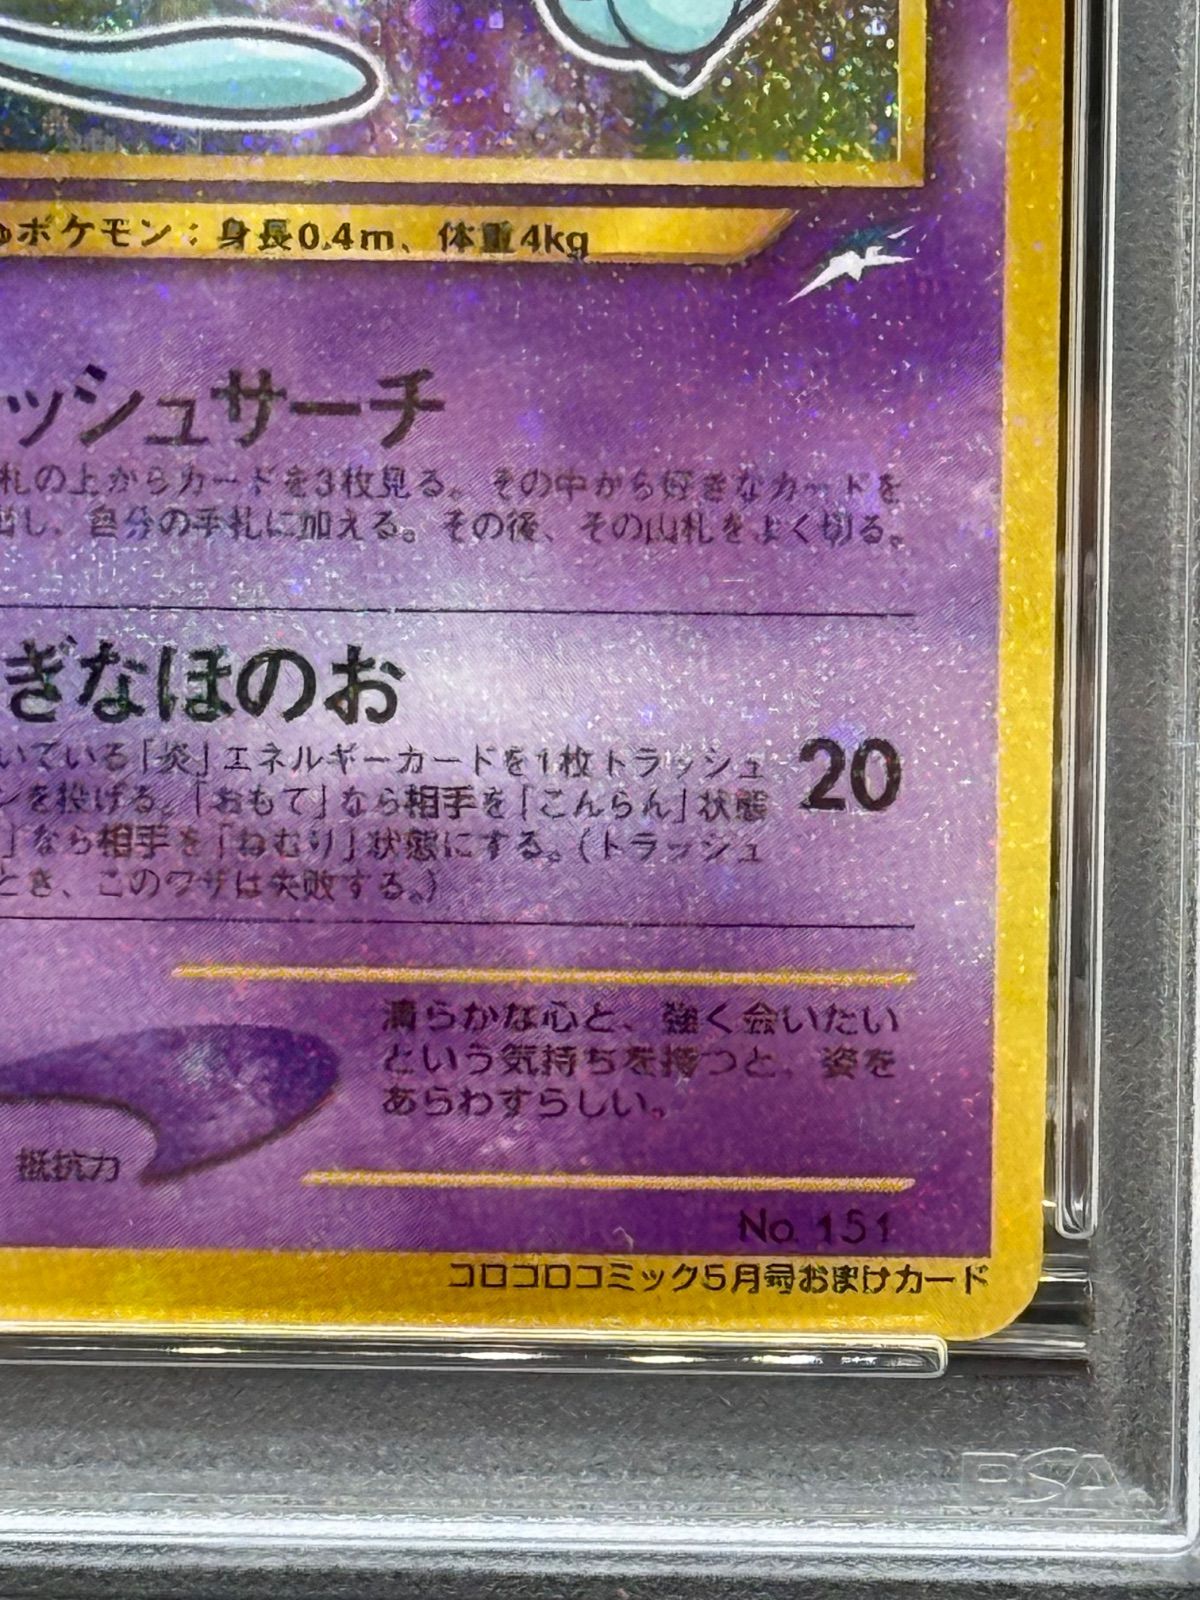 ポケモン：身長0.4m、体重4kg
ッシュサーチ
札の上からカードを3枚見る。その中から好きなカードを
出し、自分の手札に加える。その後、その山札をよく切る。
ぎなほのお
いている「炎」エネルギーカードを1枚トラッシュ
ンを投げる。「おもて」なら相手を「こんらん」状態
」なら相手を「ねむり」状態にする。(トラッシュ
とき、このワザは失敗する。)
20
清らかな心と、強く会いたい
という気持ちを持つと、姿を
あらわすらしい。
抵抗力
No. 151
コロコロコミック5月号おまけカード
PSA